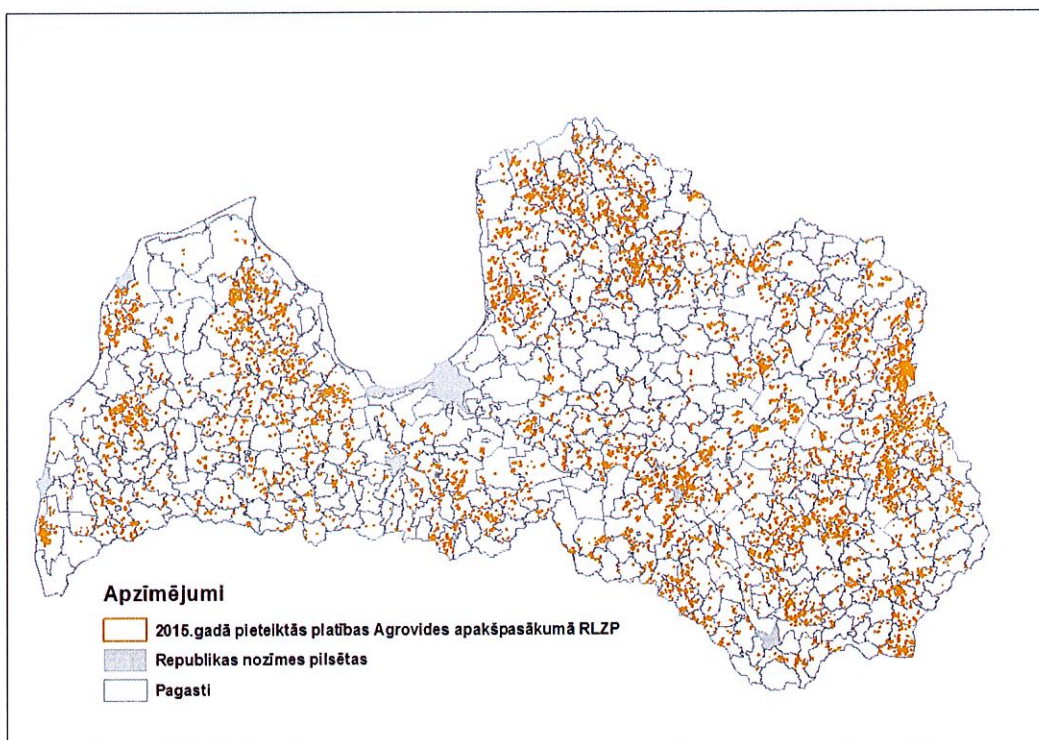 Apzīmējumi
2015.gadā pieteiktās platības Agrovides apakšpasākumā RLZP
Republikas nozīmes pilsētas
Pagasti